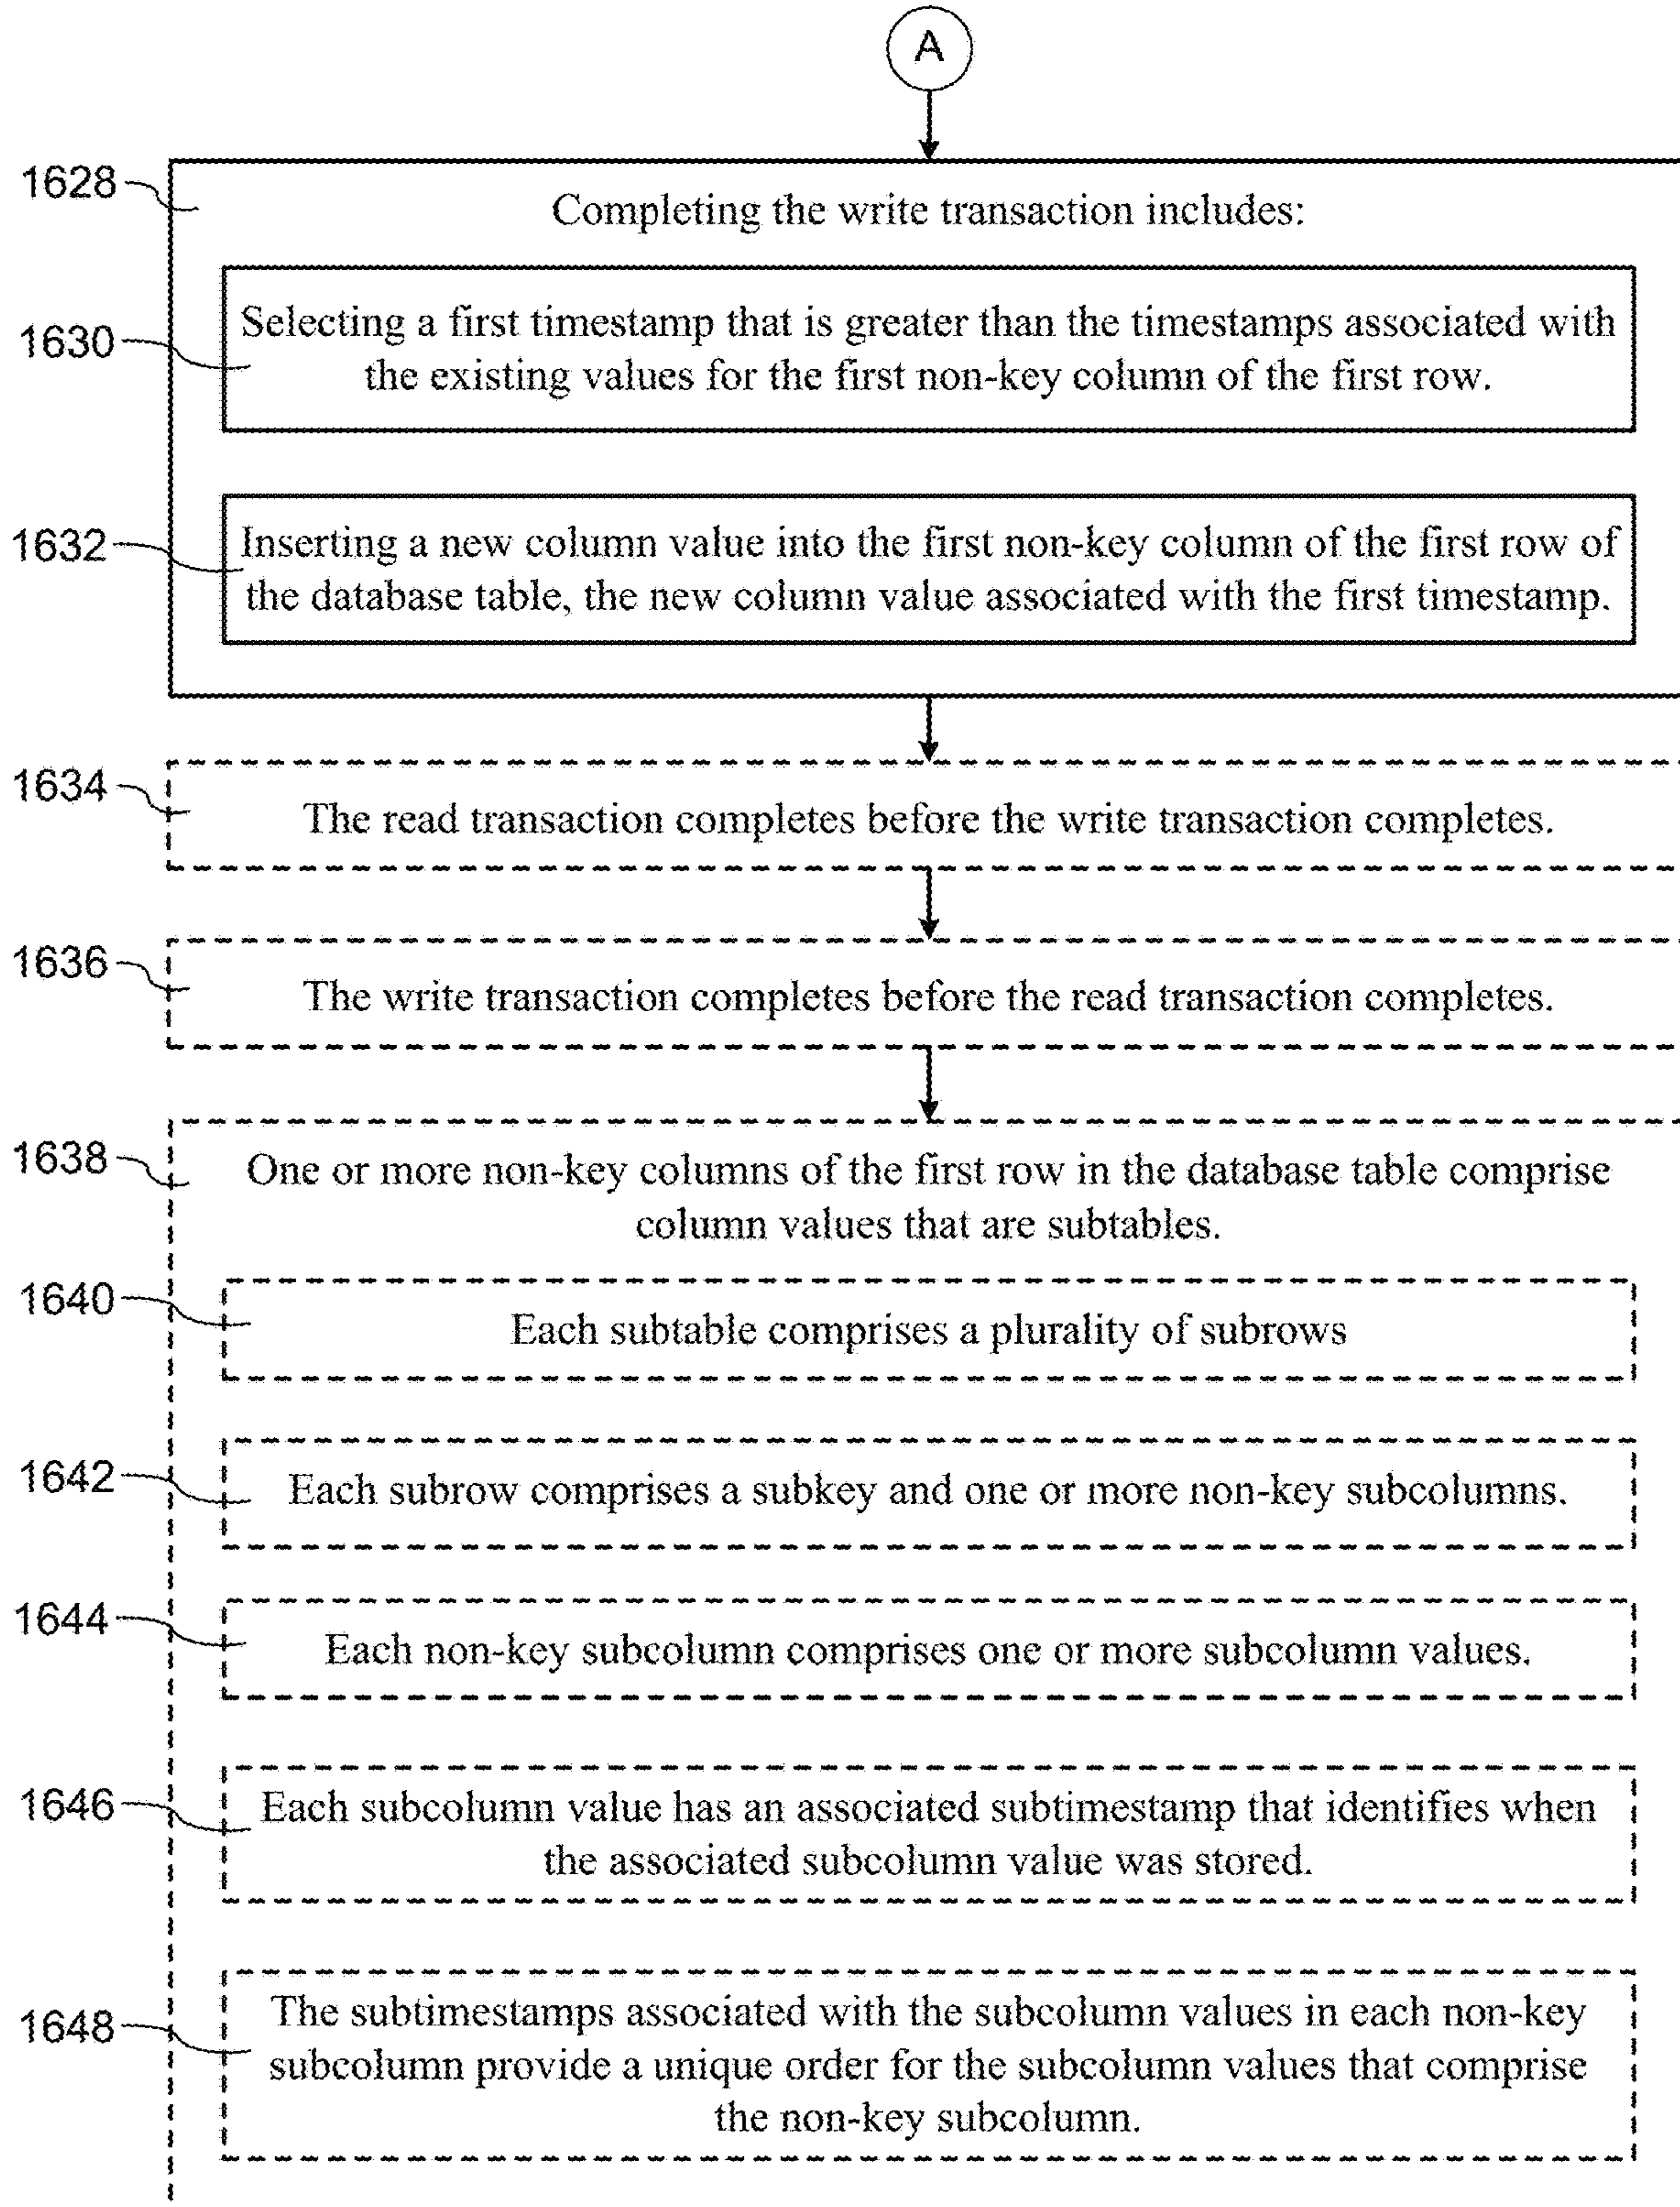 A
1628
Completing the write transaction includes:
1630
Selecting a first timestamp that is greater than the timestamps associated with
the existing values for the first non-key column of the first row.
1632
Inserting a new column value into the first non-key column of the first row of
the database table, the new column value associated with the first timestamp.
1634
The read transaction completes before the write transaction completes.
1636
The write transaction completes before the read transaction completes.
1638
One or more non-key columns of the first row in the database table comprise
column values that are subtables.
1640
Each subtable comprises a plurality of subrows
1642
Each subrow comprises a subkey and one or more non-key subcolumns.
1644
Each non-key subcolumn comprises one or more subcolumn values.
1646
Each subcolumn value has an associated subtimestamp that identifies when
the associated subcolumn value was stored.
1648
The subtimestamps associated with the subcolumn values in each non-key
subcolumn provide a unique order for the subcolumn values that comprise
the non-key subcolumn.